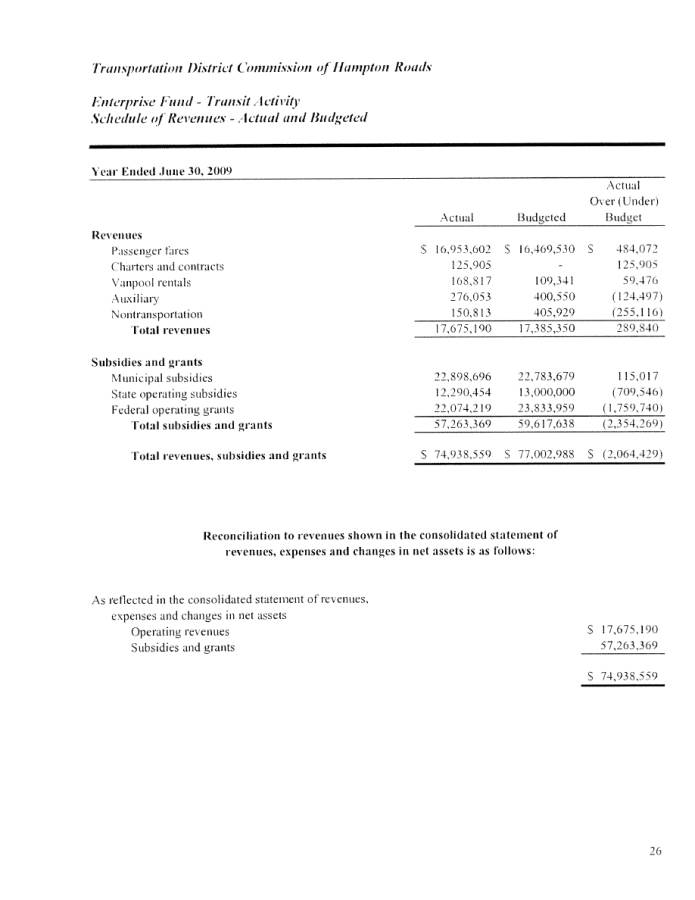 Transportation District Commission of Hampton Roads
Enterprise Fund - Transit Activity
Schedule of Revenues - Actual and Budgeted
Year Ended June 30, 2009
Actual
Over (Under)
Actual Budgeted Budget
Revenues
Passenger fares $ 16,953,602 $ 16,469,530 $ 484,072
Charters and contracts 125,905 - 125,905
Vanpool rentals 168,817 109,341 59,476
Auxiliary 276,053 400,550 (124,497)
Nontransportation 150,813 405,929 (255,116)
Total revenues 17,675,190 17,385,350 289,840
Subsidies and grants
Municipal subsidies 22,898,696 22,783,679 115,017
State operating subsidies 12,290,454 13,000,000 (709,546)
Federal operating grants 22,074,219 23,833,959 (1,759,740)
Total subsidies and grants 57,263,369 59,617,638 (2,354,269)
Total revenues, subsidies and grants $ 74,938,559 $ 77,002,988 $ (2,064,429)
Reconciliation to revenues shown in the consolidated statement of
revenues, expenses and changes in net assets is as follows:
As reflected in the consolidated statement of revenues,
expenses and changes in net assets
Operating revenues $ 17,675,190
Subsidies and grants 57,263,369
$ 74,938,559
26